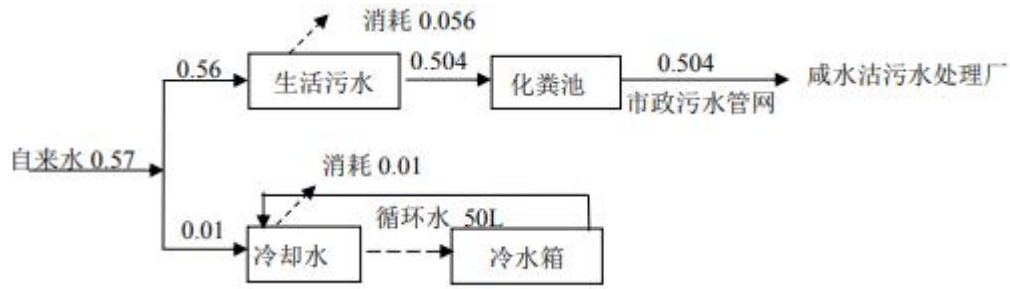 消耗 0.056
0.56
生活污水
0.504
化粪池
0.504
市政污水管网
咸水沽污水处理厂
自来水 0.57
消耗 0.01
循环水 50L
0.01
冷却水
冷水箱